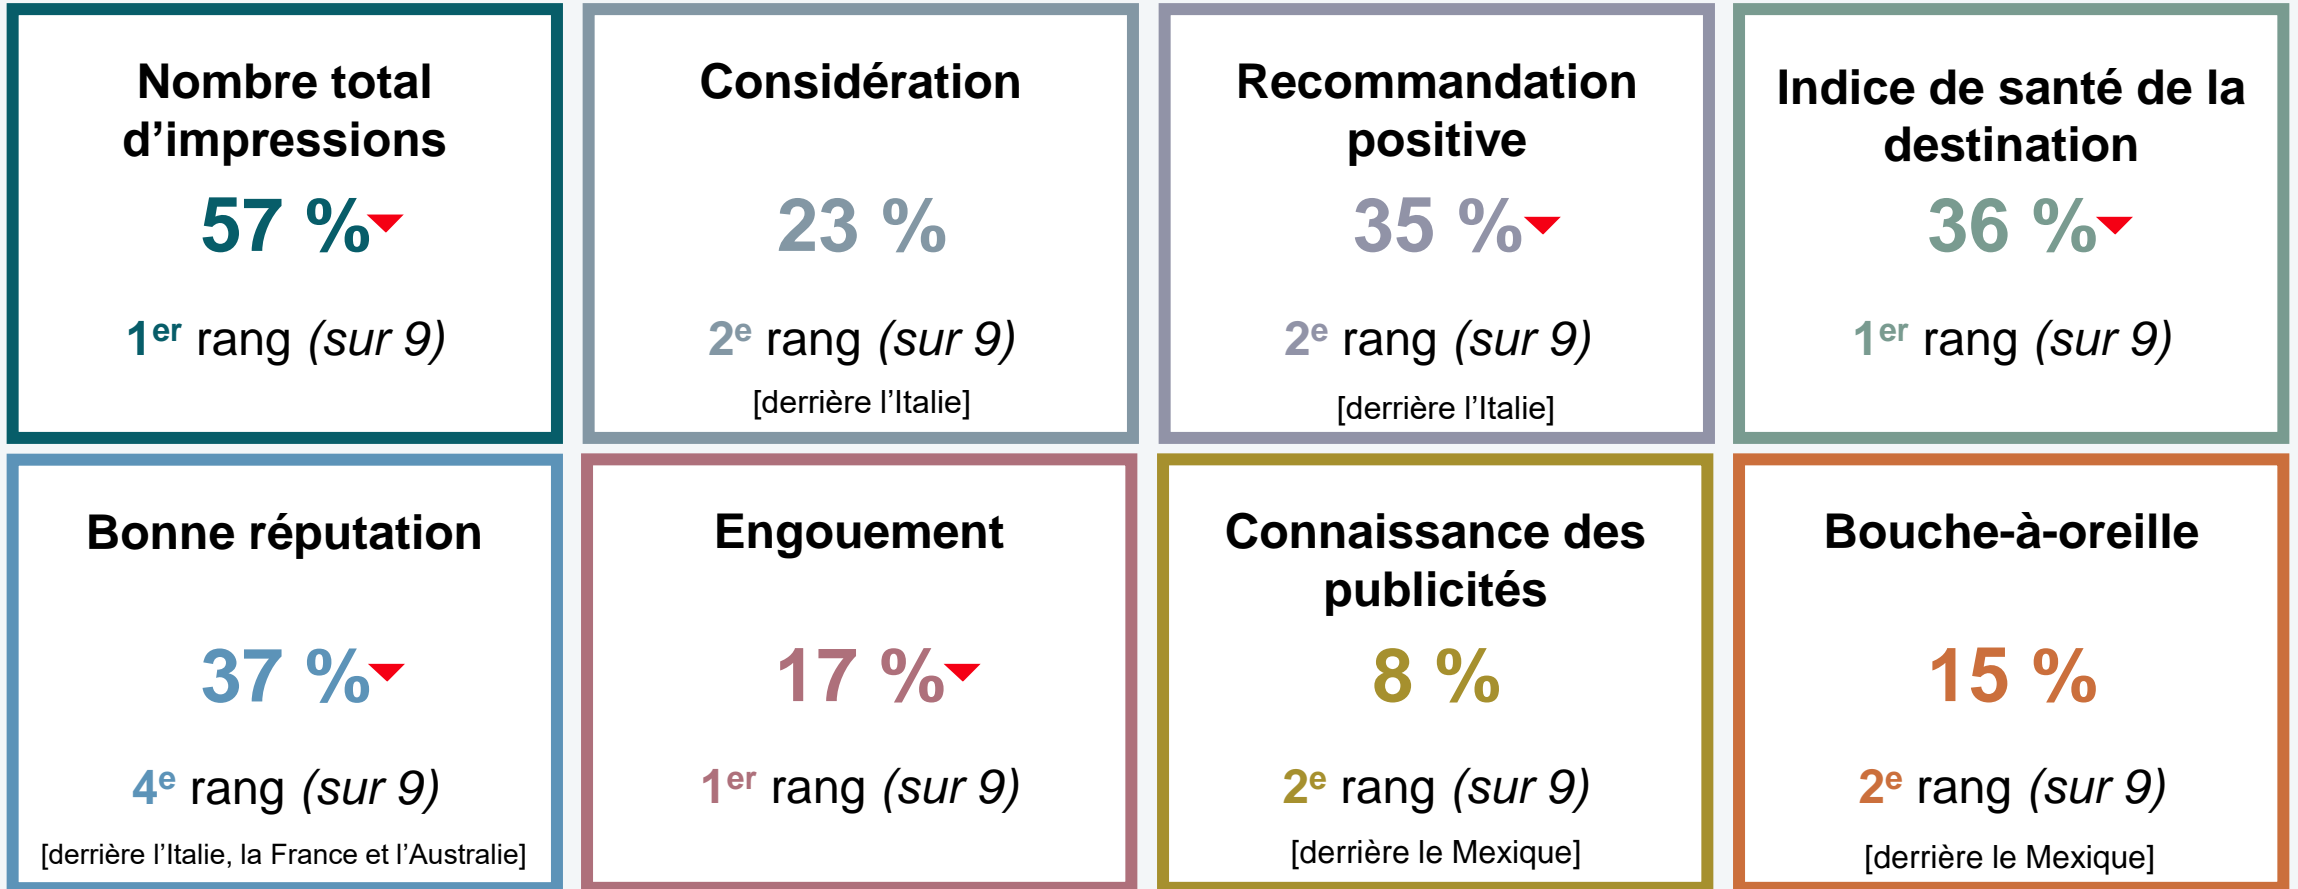 Nombre total
d’impressions
57 %
1er rang (sur 9)
Considération
23 %
2e rang (sur 9)
[derrière l’Italie]
Recommandation
positive
35 %
2e rang (sur 9)
[derrière l’Italie]
Indice de santé de la
destination
36 %
1er rang (sur 9)
Bonne réputation
37 %
4e rang (sur 9)
[derrière l’Italie, la France et l’Australie]
Engouement
17 %
1er rang (sur 9)
Connaissance des
publicités
8 %
2e rang (sur 9)
[derrière le Mexique]
Bouche-à-oreille
15 %
2e rang (sur 9)
[derrière le Mexique]